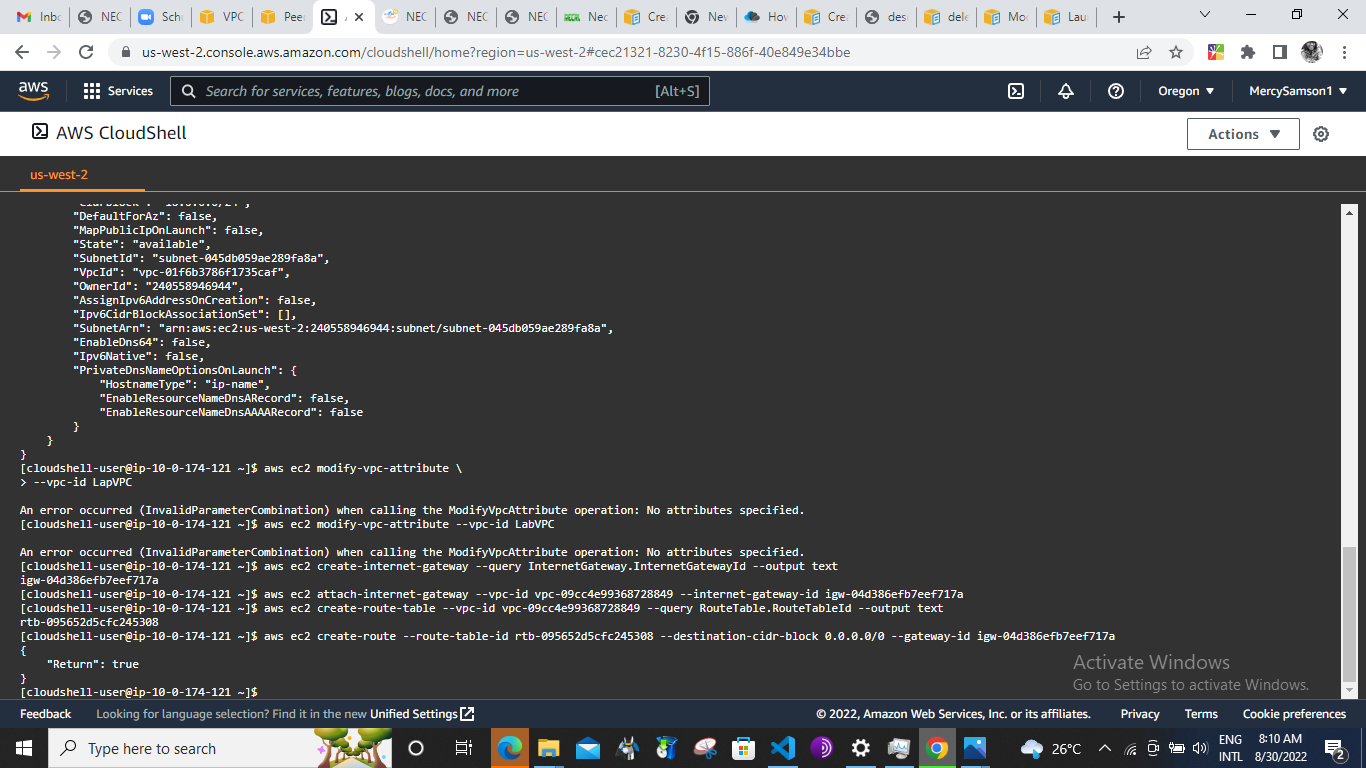 Inbo
NEC
Sch
VPC
Peer
A
NEC
NEC
NEC
Nec
Crea
New
How
Crea
des
dele
Mo
Lau
us-west-2.console.aws.amazon.com/cloudshell/home?region=us-west-2#cec21321-8230-4f15-886f-40e849e34bbe
aws
Services
Search for services, features, blogs, docs, and more
[Alt+S]
Oregon
MercySamson1
AWS CloudShell
Actions
us-west-2
"DefaultForAz": false,
"MapPublicIpOnLaunch": false,
"State": "available",
"SubnetId": "subnet-045db059ae289fa8a",
"VpcId": "vpc-01f6b3786f1735caf",
"OwnerId": "240558946944",
"AssignIpv6AddressOnCreation": false,
"Ipv6CidrBlockAssociationSet": [],
"SubnetArn": "arn:aws:ec2:us-west-2:240558946944:subnet/subnet-045db059ae289fa8a",
"EnableDns64": false,
"Ipv6Native": false,
"PrivateDnsNameOptionsOnLaunch": {
"HostnameType": "ip-name",
"EnableResourceNameDnsARecord": false,
"EnableResourceNameDnsAAAARecord": false
}
}
}
[cloudshell-user@ip-10-0-174-121 ~]$ aws ec2 modify-vpc-attribute \
> --vpc-id LapVPC
An error occurred (InvalidParameterCombination) when calling the ModifyVpcAttribute operation: No attributes specified.
[cloudshell-user@ip-10-0-174-121 ~]$ aws ec2 modify-vpc-attribute --vpc-id LabVPC
An error occurred (InvalidParameterCombination) when calling the ModifyVpcAttribute operation: No attributes specified.
[cloudshell-user@ip-10-0-174-121 ~]$ aws ec2 create-internet-gateway --query InternetGateway.InternetGatewayId --output text
igw-04d386efb7eef717a
[cloudshell-user@ip-10-0-174-121 ~]$ aws ec2 attach-internet-gateway --vpc-id vpc-09cc4e99368728849 --internet-gateway-id igw-04d386efb7eef717a
[cloudshell-user@ip-10-0-174-121 ~]$ aws ec2 create-route-table --vpc-id vpc-09cc4e99368728849 --query RouteTable.RouteTableId --output text
rtb-095652d5cfc245308
[cloudshell-user@ip-10-0-174-121 ~]$ aws ec2 create-route --route-table-id rtb-095652d5cfc245308 --destination-cidr-block 0.0.0.0/0 --gateway-id igw-04d386efb7eef717a
{
"Return": true
}
[cloudshell-user@ip-10-0-174-121 ~]$
Activate Windows
Go to Settings to activate Windows.
Feedback
Looking for language selection? Find it in the new Unified Settings
© 2022, Amazon Web Services, Inc. or its affiliates.
Privacy
Terms
Cookie preferences
Type here to search
26°C
ENG
INTL
8:10 AM
8/30/2022
2